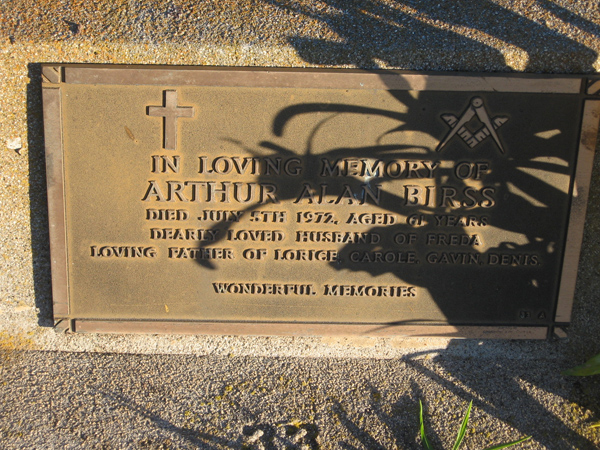 IN LOVING MEMORY OF
ARTHUR ALAN BIRSS
DIED JULY 5TH 1972, AGED 61 YEARS
DEARLY LOVED HUSBAND OF FREDA
LOVING FATHER OF LORICE, CAROLE, GAVIN, DENIS.
WONDERFUL MEMORIES